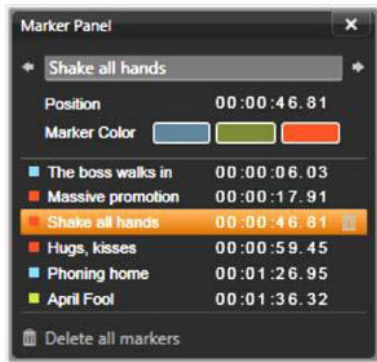 Marker Panel
Shake all hands
Position 00:00:46.81
Marker Color
The boss walks in 00:00:06.03
Massive promotion 00:00:17.91
Shake all hands 00:00:46.81
Hugs, kisses 00:00:59.45
Phoning home 00:01:26.95
April Fool 00:01:36.32
Delete all markers